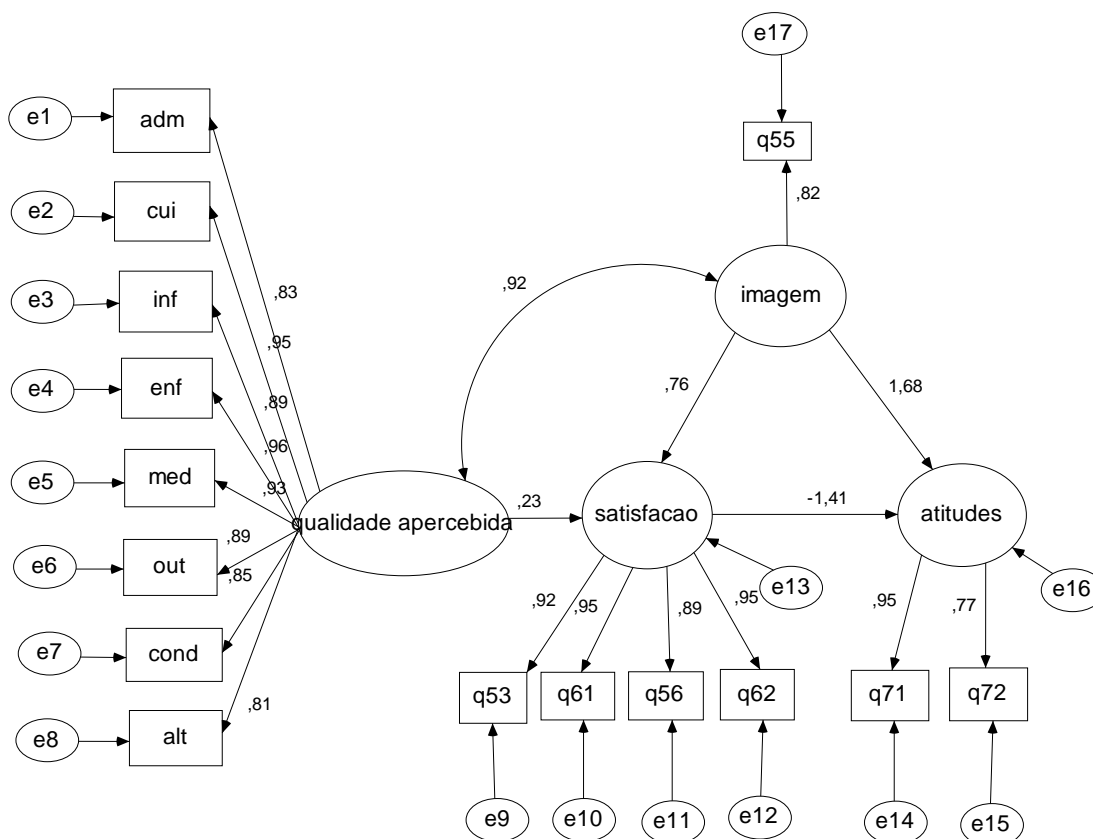 e17
e1
adm
q55
e2
cui
,82
e3
inf
,83
,92
imagem
,95
e4
enf
,89
,76
1,68
,96
e5
med
,93
qualidade apercebida
,23
satisfacao
-1,41
atitudes
,89
e6
out
,85
e13
e16
,92
,95
,89
,95
,95
,77
e7
cond
q53
q61
q56
q62
q71
q72
,81
e8
alt
e9
e10
e11
e12
e14
e15